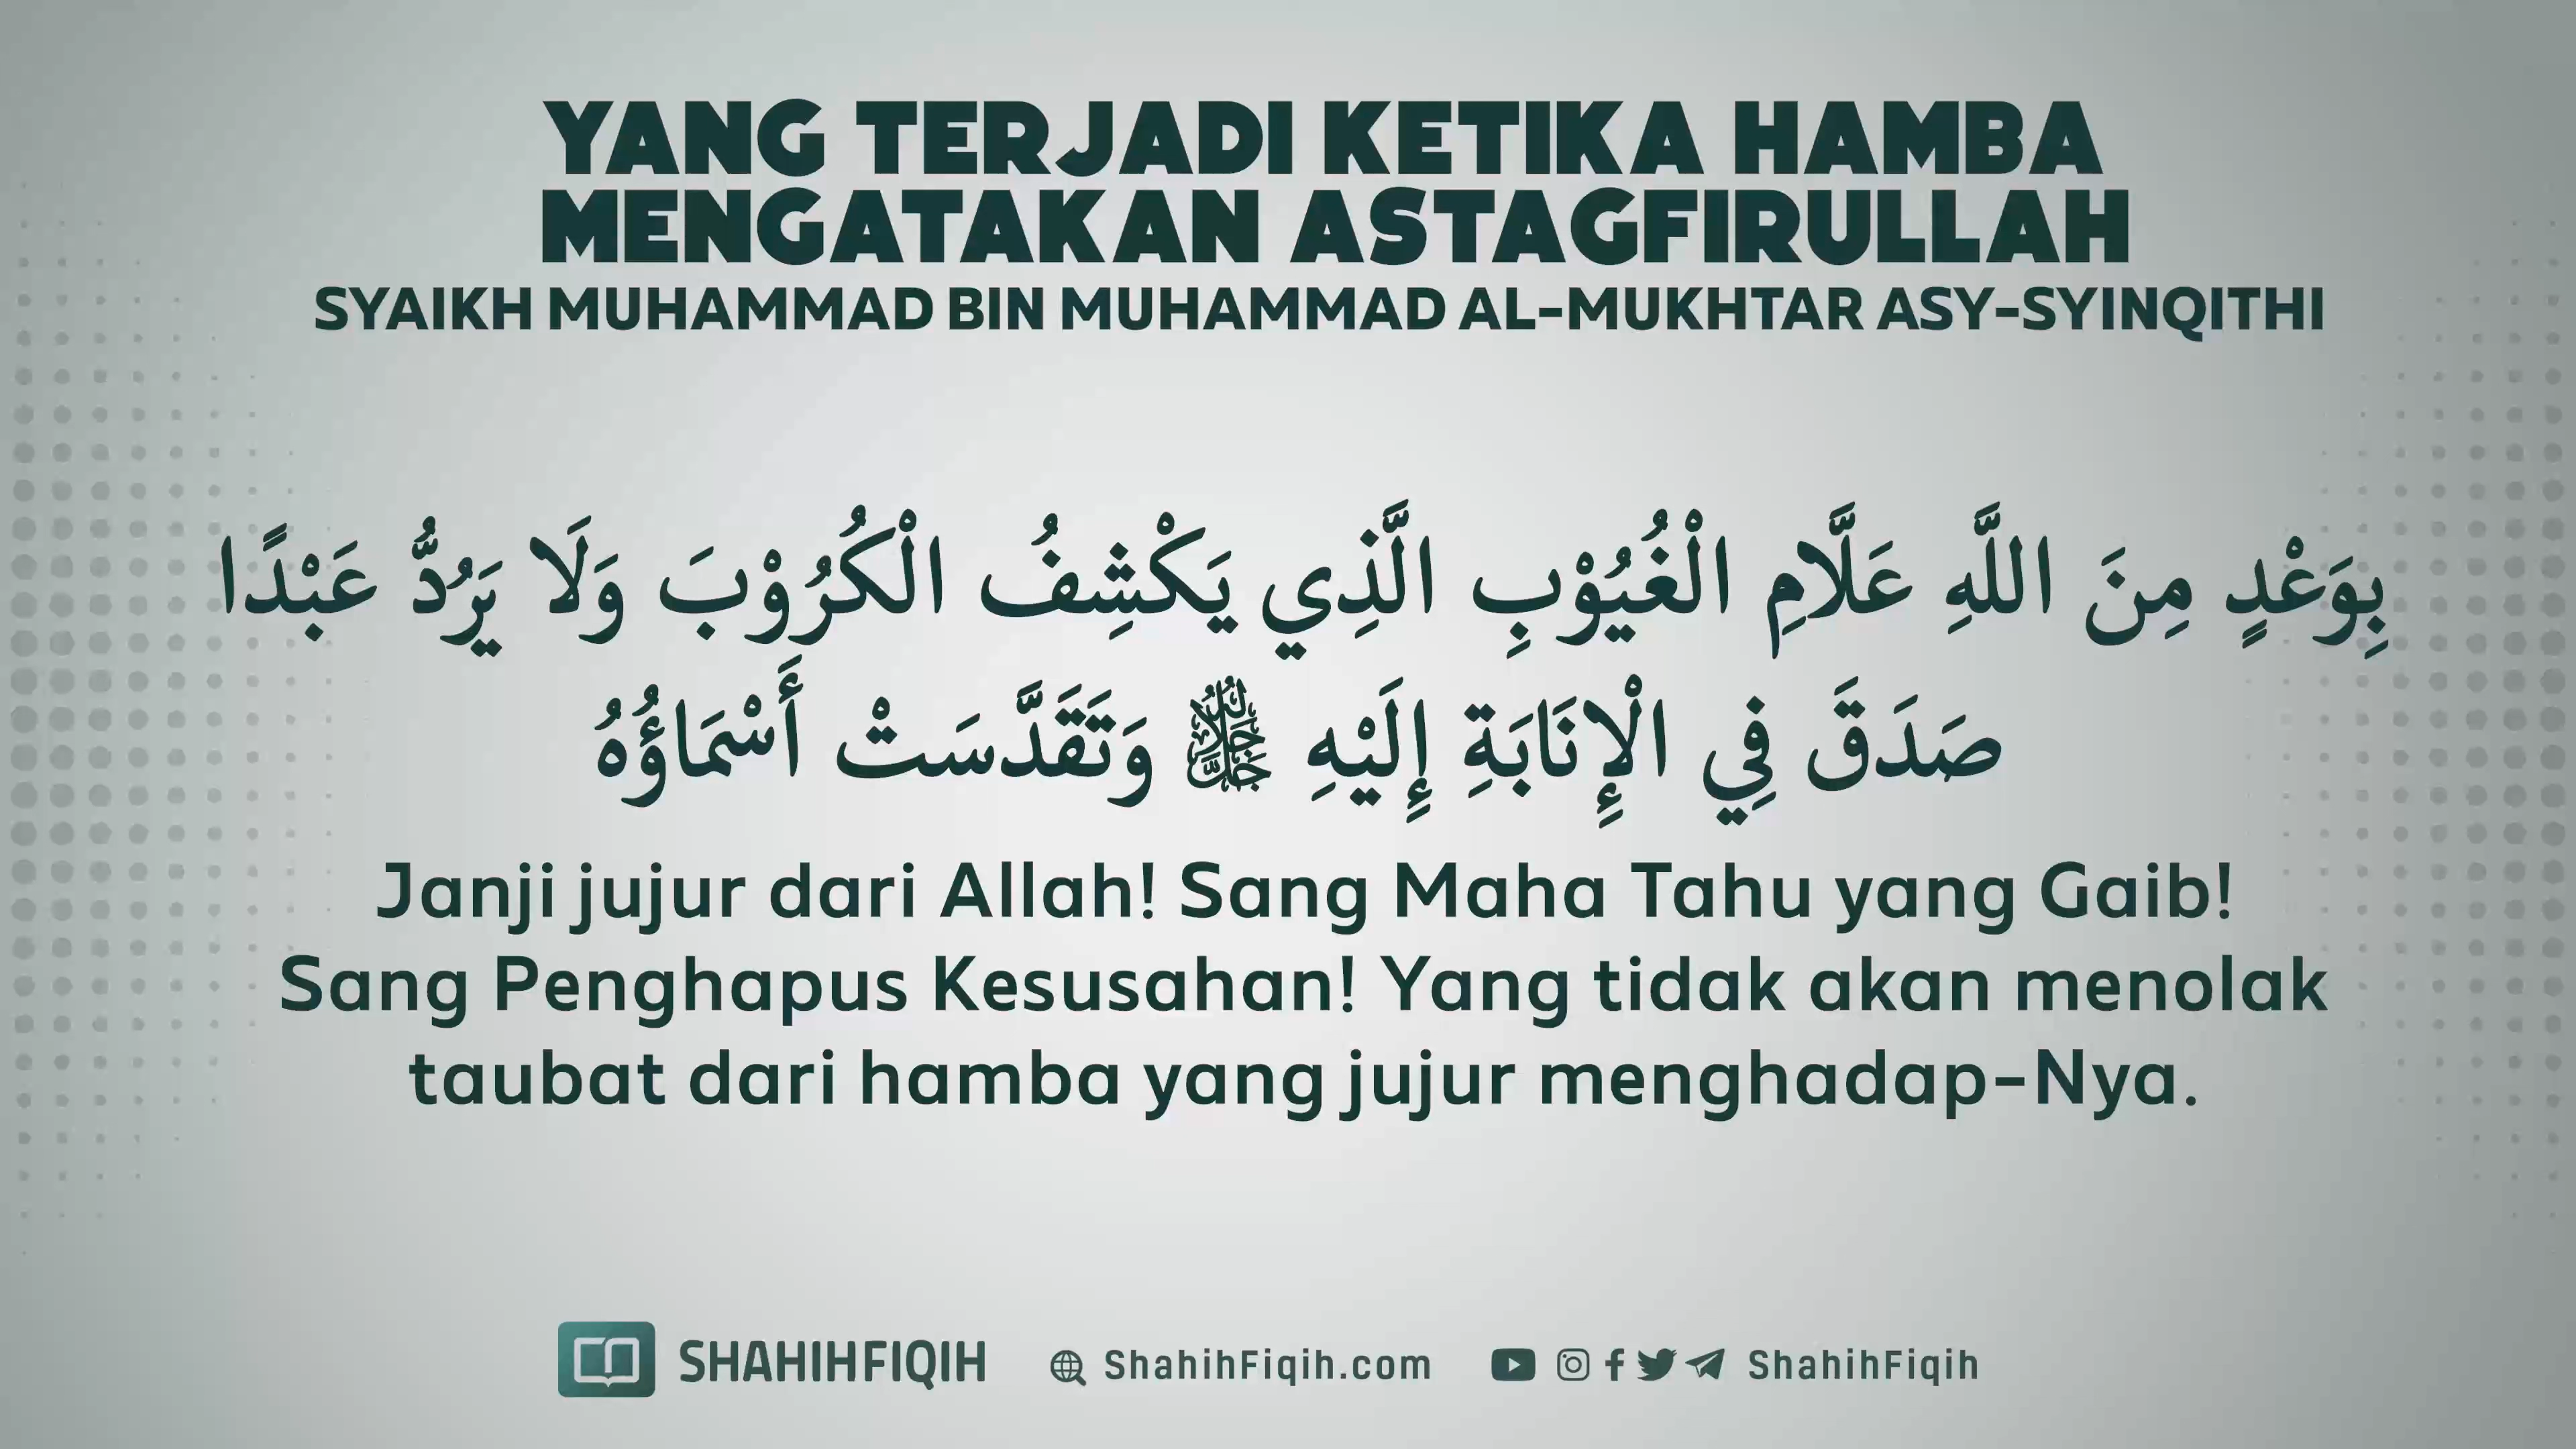 YANG TERJADI KETIKA HAMBA
MENGATAKAN ASTAGFIRULLAH
SYAIKH MUHAMMAD BIN MUHAMMAD AL-MUKHTAR ASY-SYINQITHI
بِوَعْدٍ مِنَ اللَّهِ عَلَّامِ الْغُيُوْبِ الَّذِي يَكْشِفُ الْكُرُوْبَ وَلَا يَرُدُّ عَبْدًا
صَدَقَ فِي الْإِنَابَةِ إِلَيْهِ ﷻ وَتَقَدَّسَتْ أَسْمَاؤُهُ
Janji jujur dari Allah! Sang Maha Tahu yang Gaib!
Sang Penghapus Kesusahan! Yang tidak akan menolak
taubat dari hamba yang jujur menghadap-Nya.
SHAHIHFIQIH ShahihFiqih.com ShahihFiqih